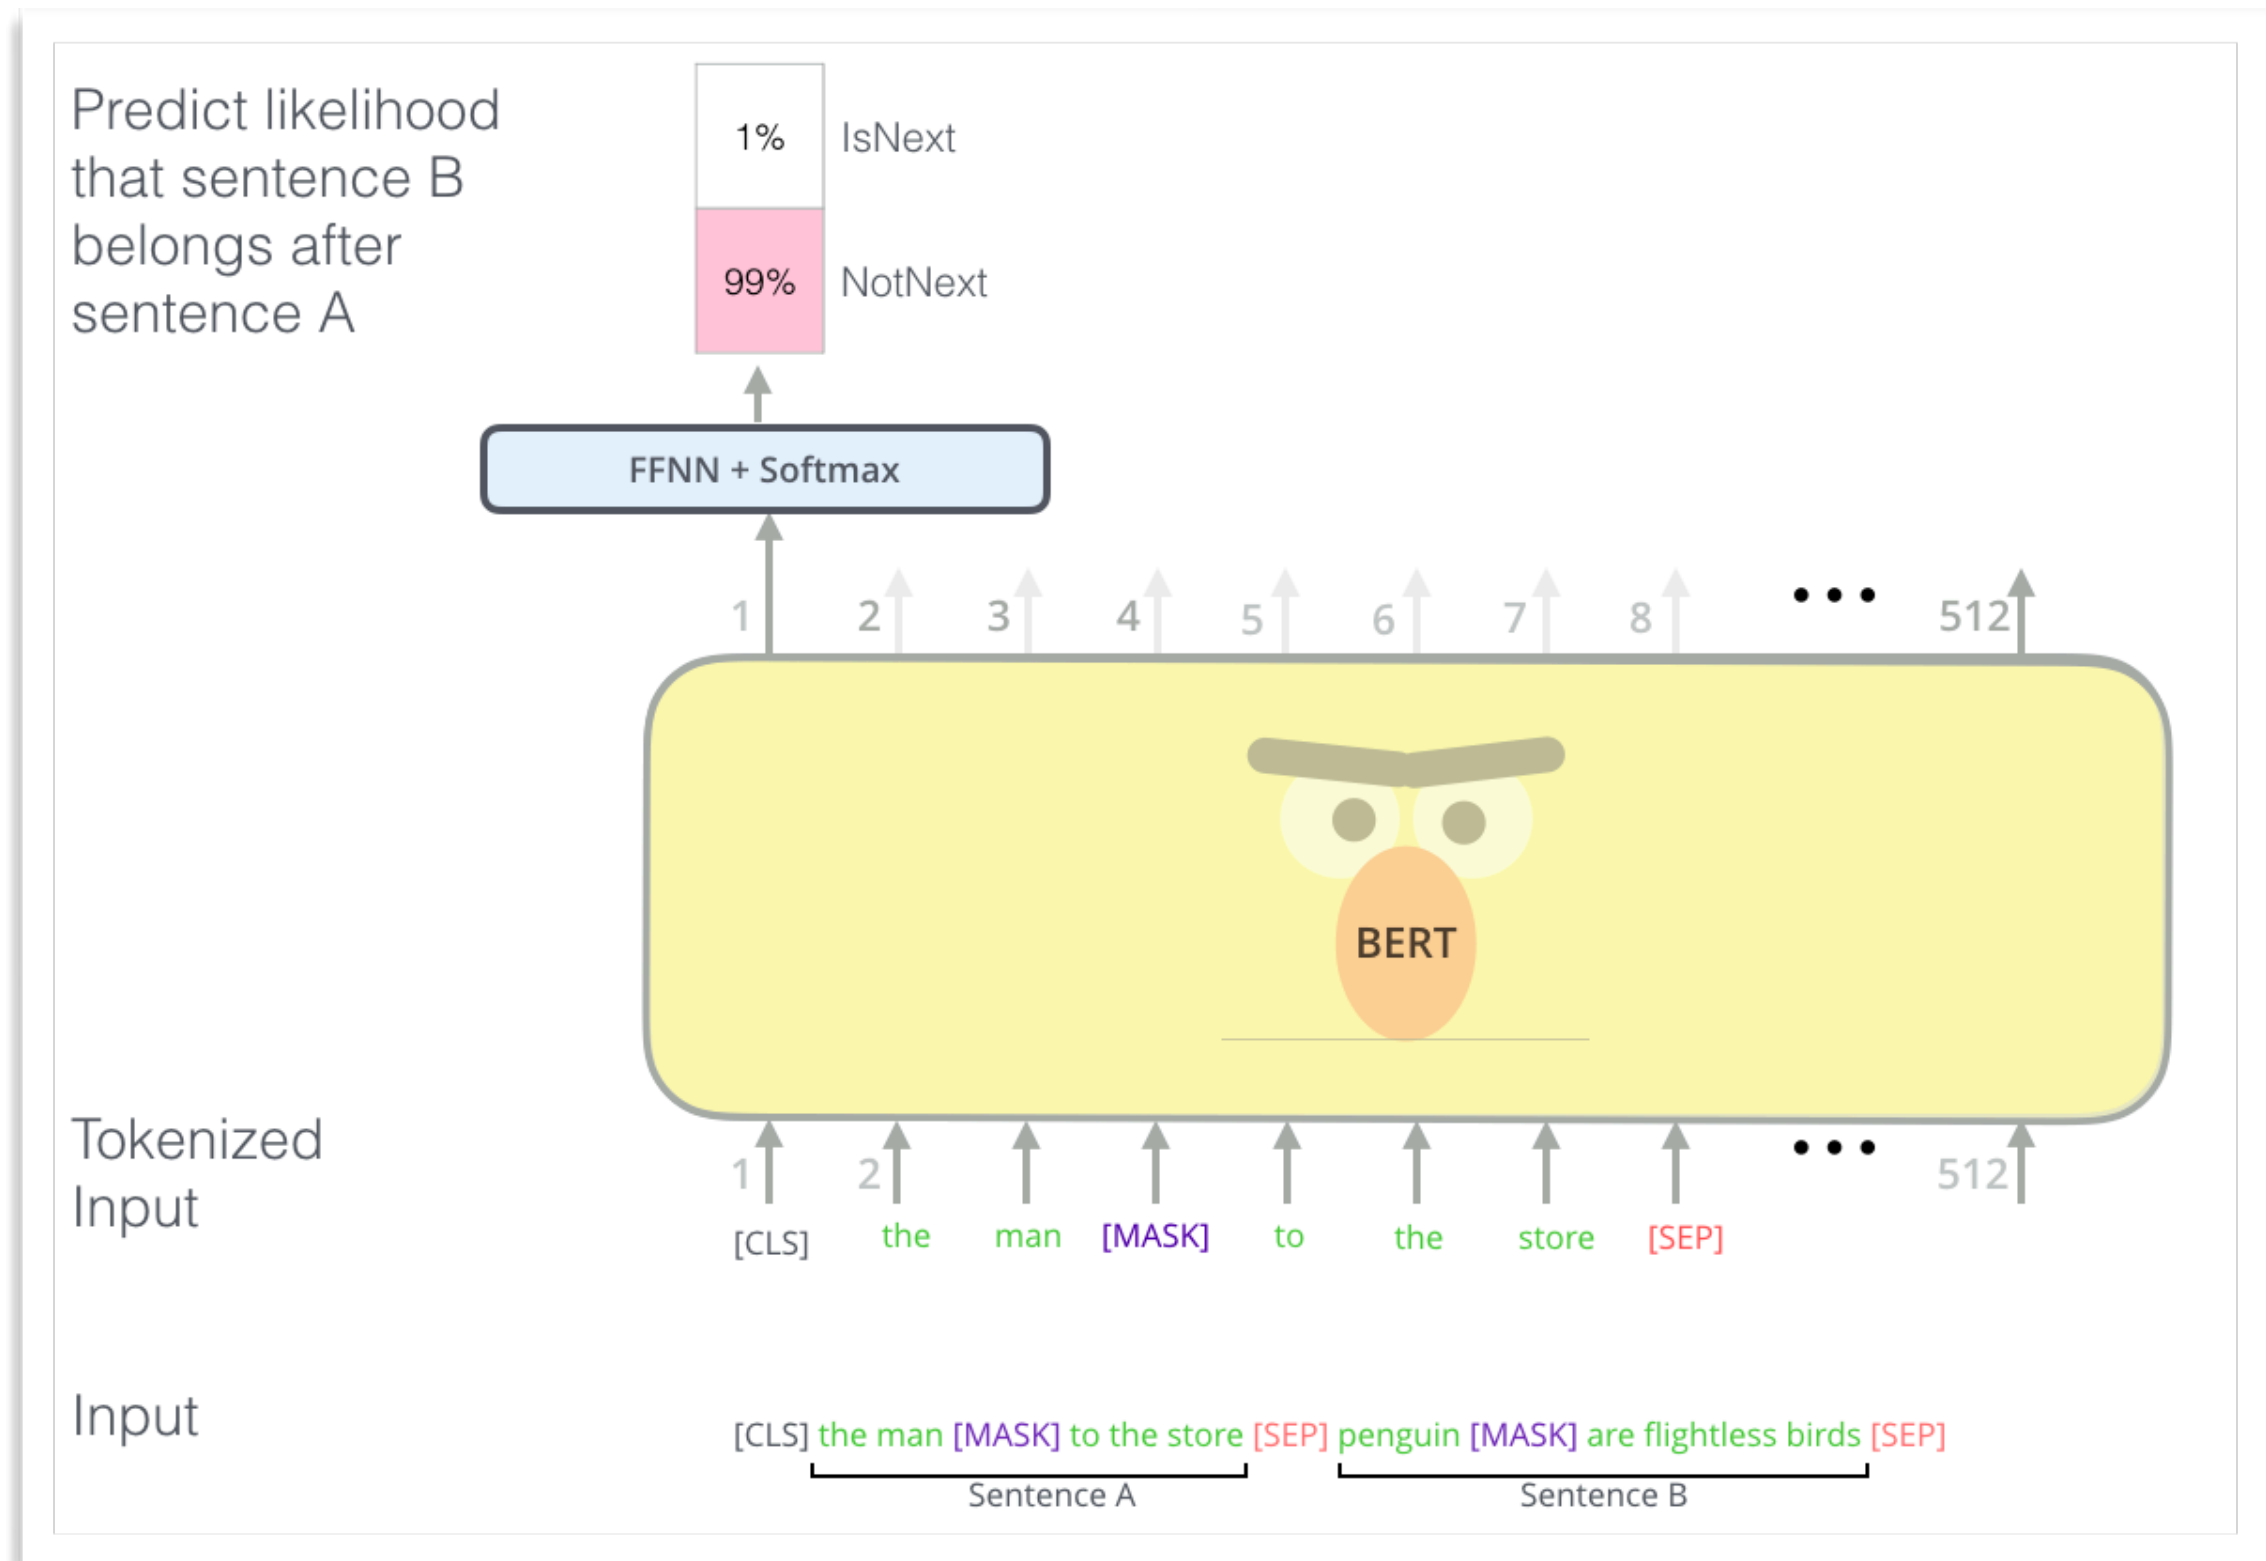 Predict likelihood
that sentence B
belongs after
sentence A
1% IsNext
99% NotNext
FFNN + Softmax
1 2 3 4 5 6 7 8 ••• 512
BERT
Tokenized
Input
1 2 ••• 512
[CLS] the man [MASK] to the store [SEP]
Input
[CLS] the man [MASK] to the store [SEP] penguin [MASK] are flightless birds [SEP]
Sentence A Sentence B